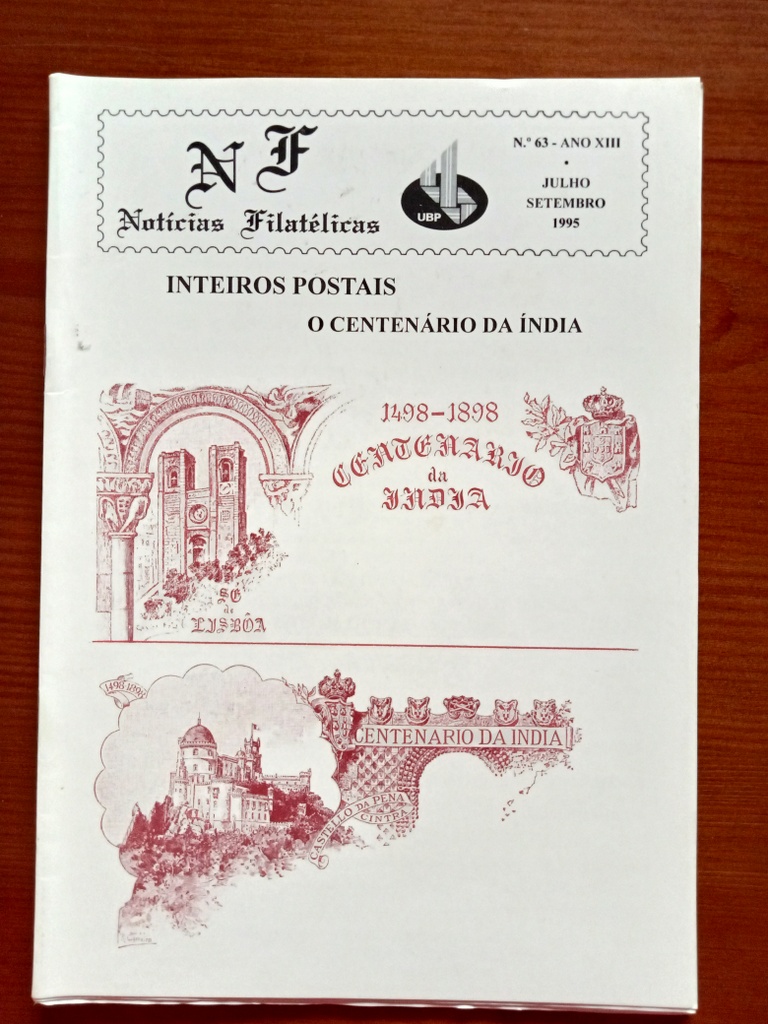 N F
Notícias Filatélicas
UBP
N.º 63 - ANO XIII
•
JULHO
SETEMBRO
1995
INTEIROS POSTAIS
O CENTENÁRIO DA ÍNDIA
1498-1898
CENTENARIO
da
INDIA
SÉ
de
LISBÔA
1498-1898
CENTENARIO DA INDIA
CASTELLO DA PENA
CINTRA